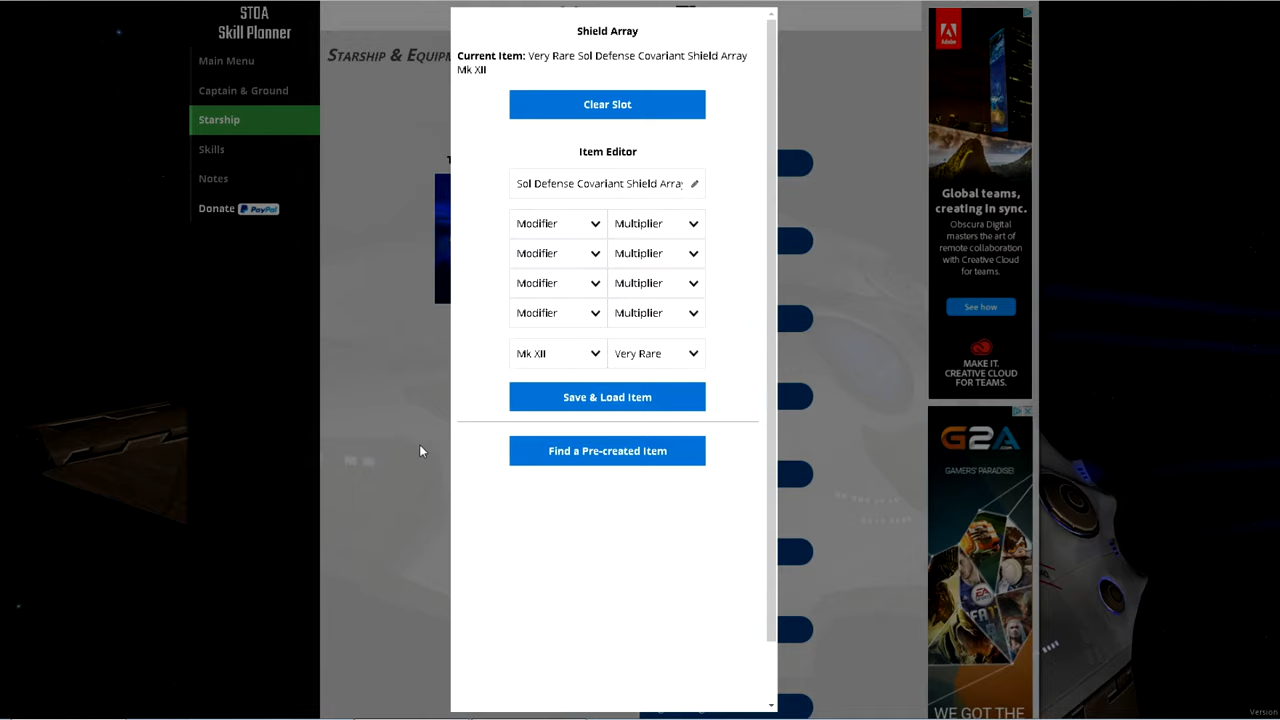 STOA
Skill Planner
Main Menu
Captain & Ground
Starship
Skills
Notes
Donate PayPal
Starship & Equipm
Shield Array
Current Item: Very Rare Sol Defense Covariant Shield Array
Mk XII
Clear Slot
Item Editor
Sol Defense Covariant Shield Array
Modifier Multiplier
Modifier Multiplier
Modifier Multiplier
Modifier Multiplier
Mk XII Very Rare
Save & Load Item
Find a Pre-created Item
Adobe
Global teams,
creating in sync.
Obscura Digital
masters the art of
remote collaboration
with Creative Cloud
for teams.
See how
MAKE IT.
CREATIVE CLOUD
FOR TEAMS.
G2A
GAMERS' PARADISE!
EA
WE GOT THE
Version